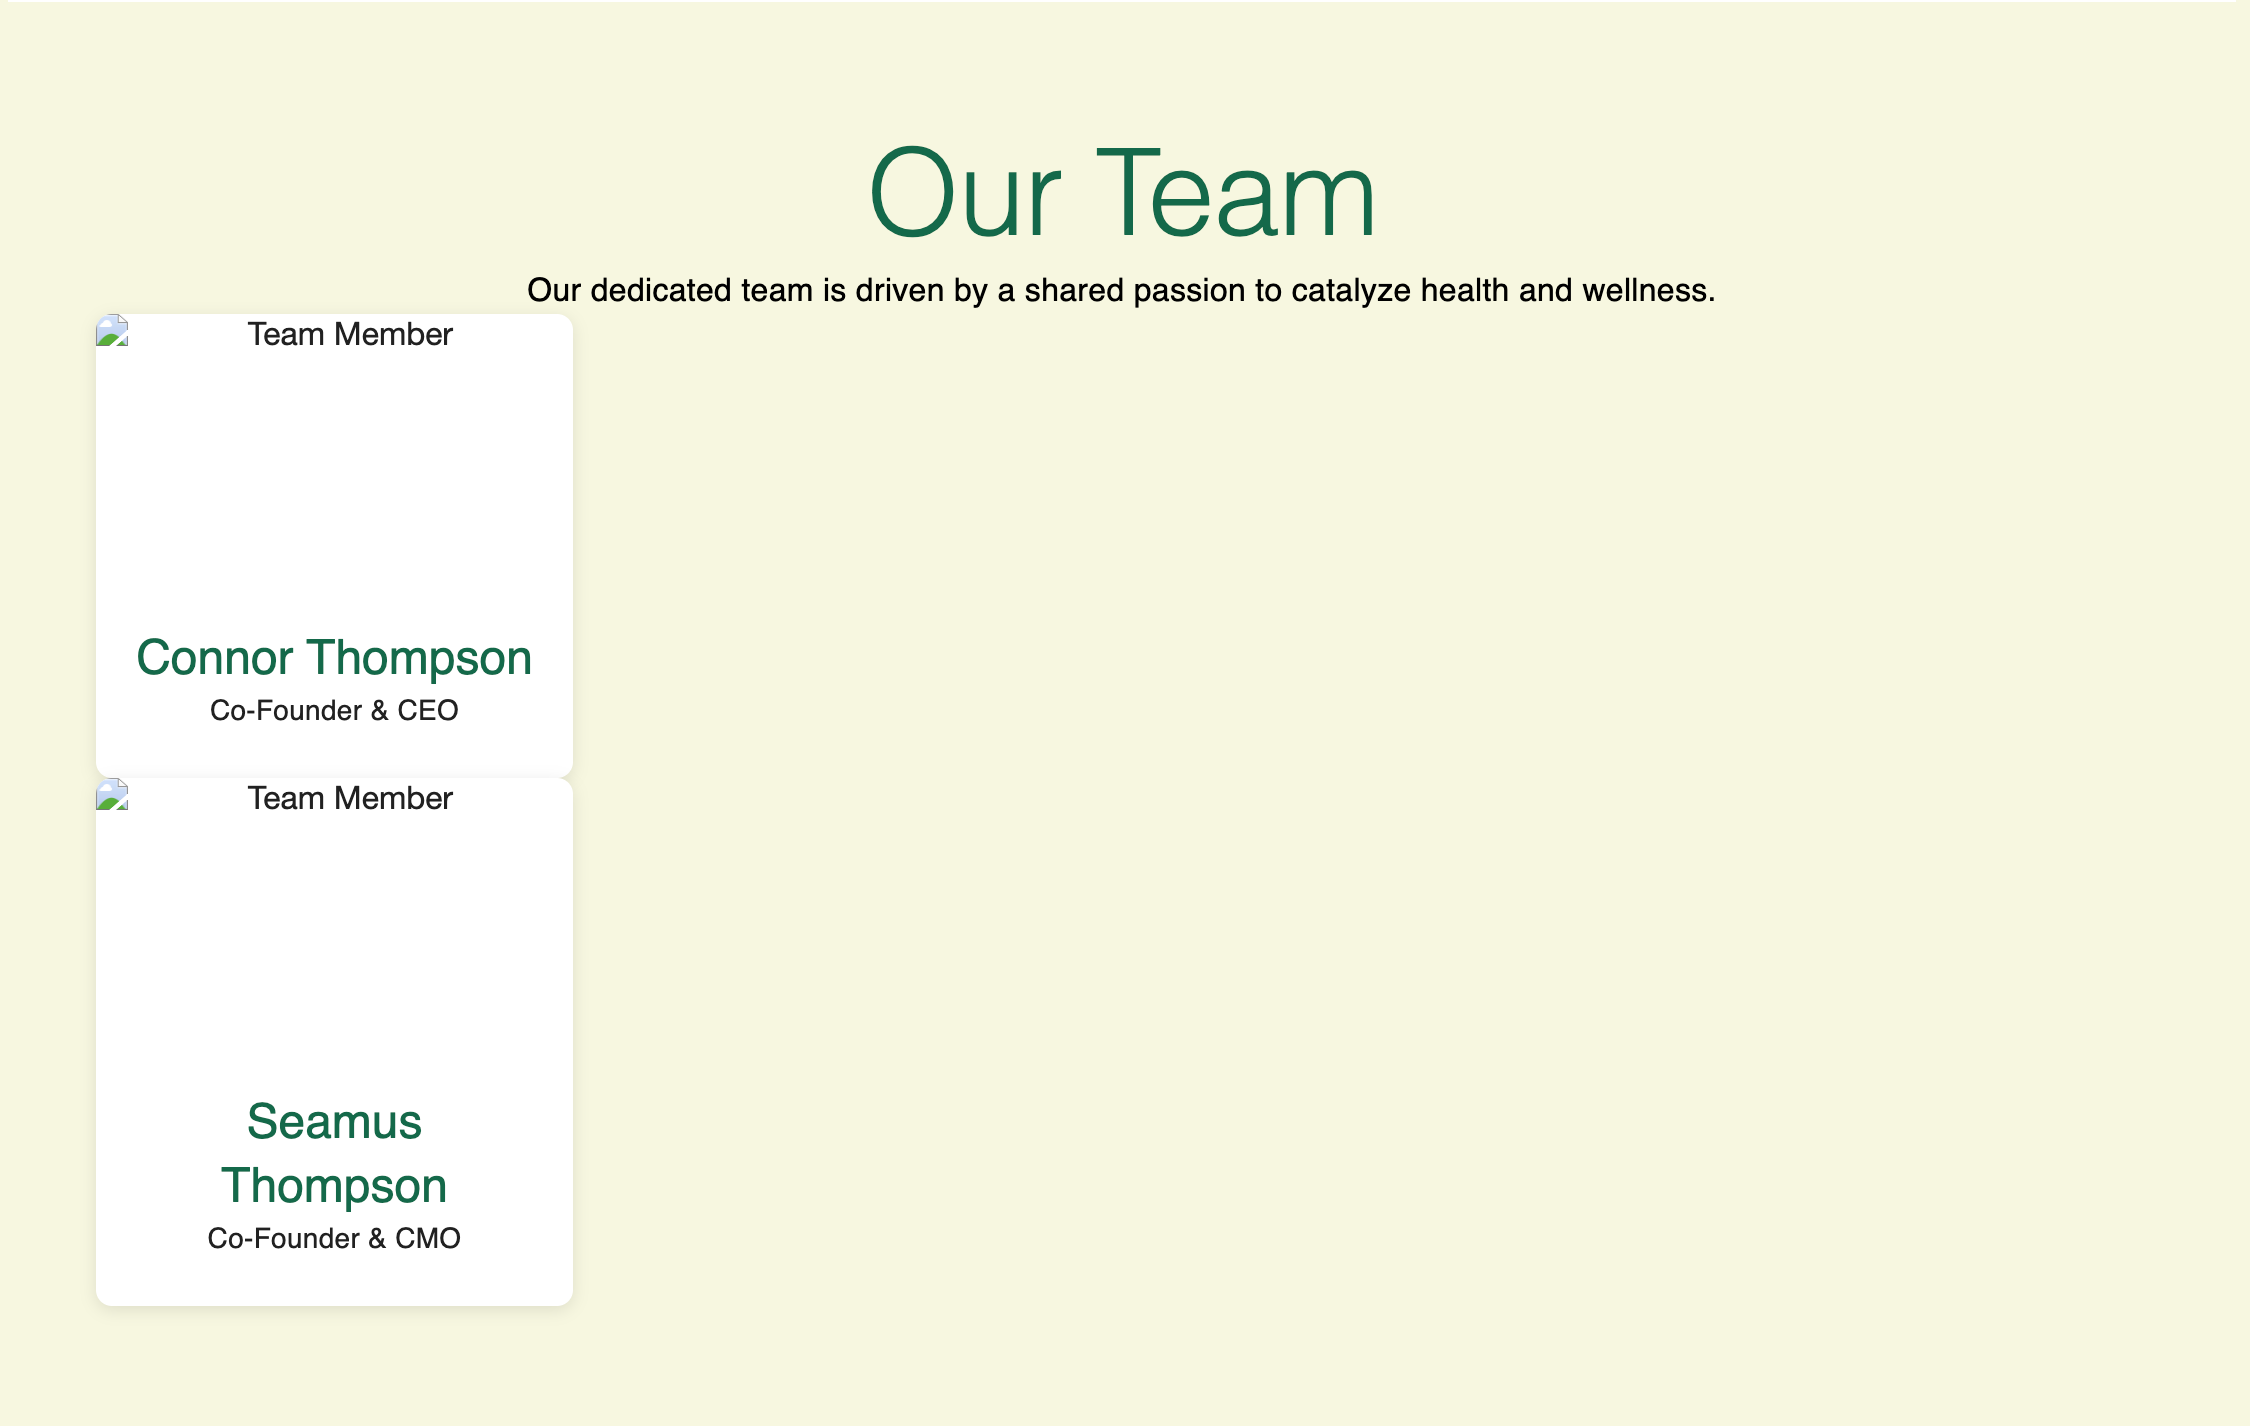 Our Team
Our dedicated team is driven by a shared passion to catalyze health and wellness.
Team Member
Connor Thompson
Co-Founder & CEO
Team Member
Seamus
Thompson
Co-Founder & CMO